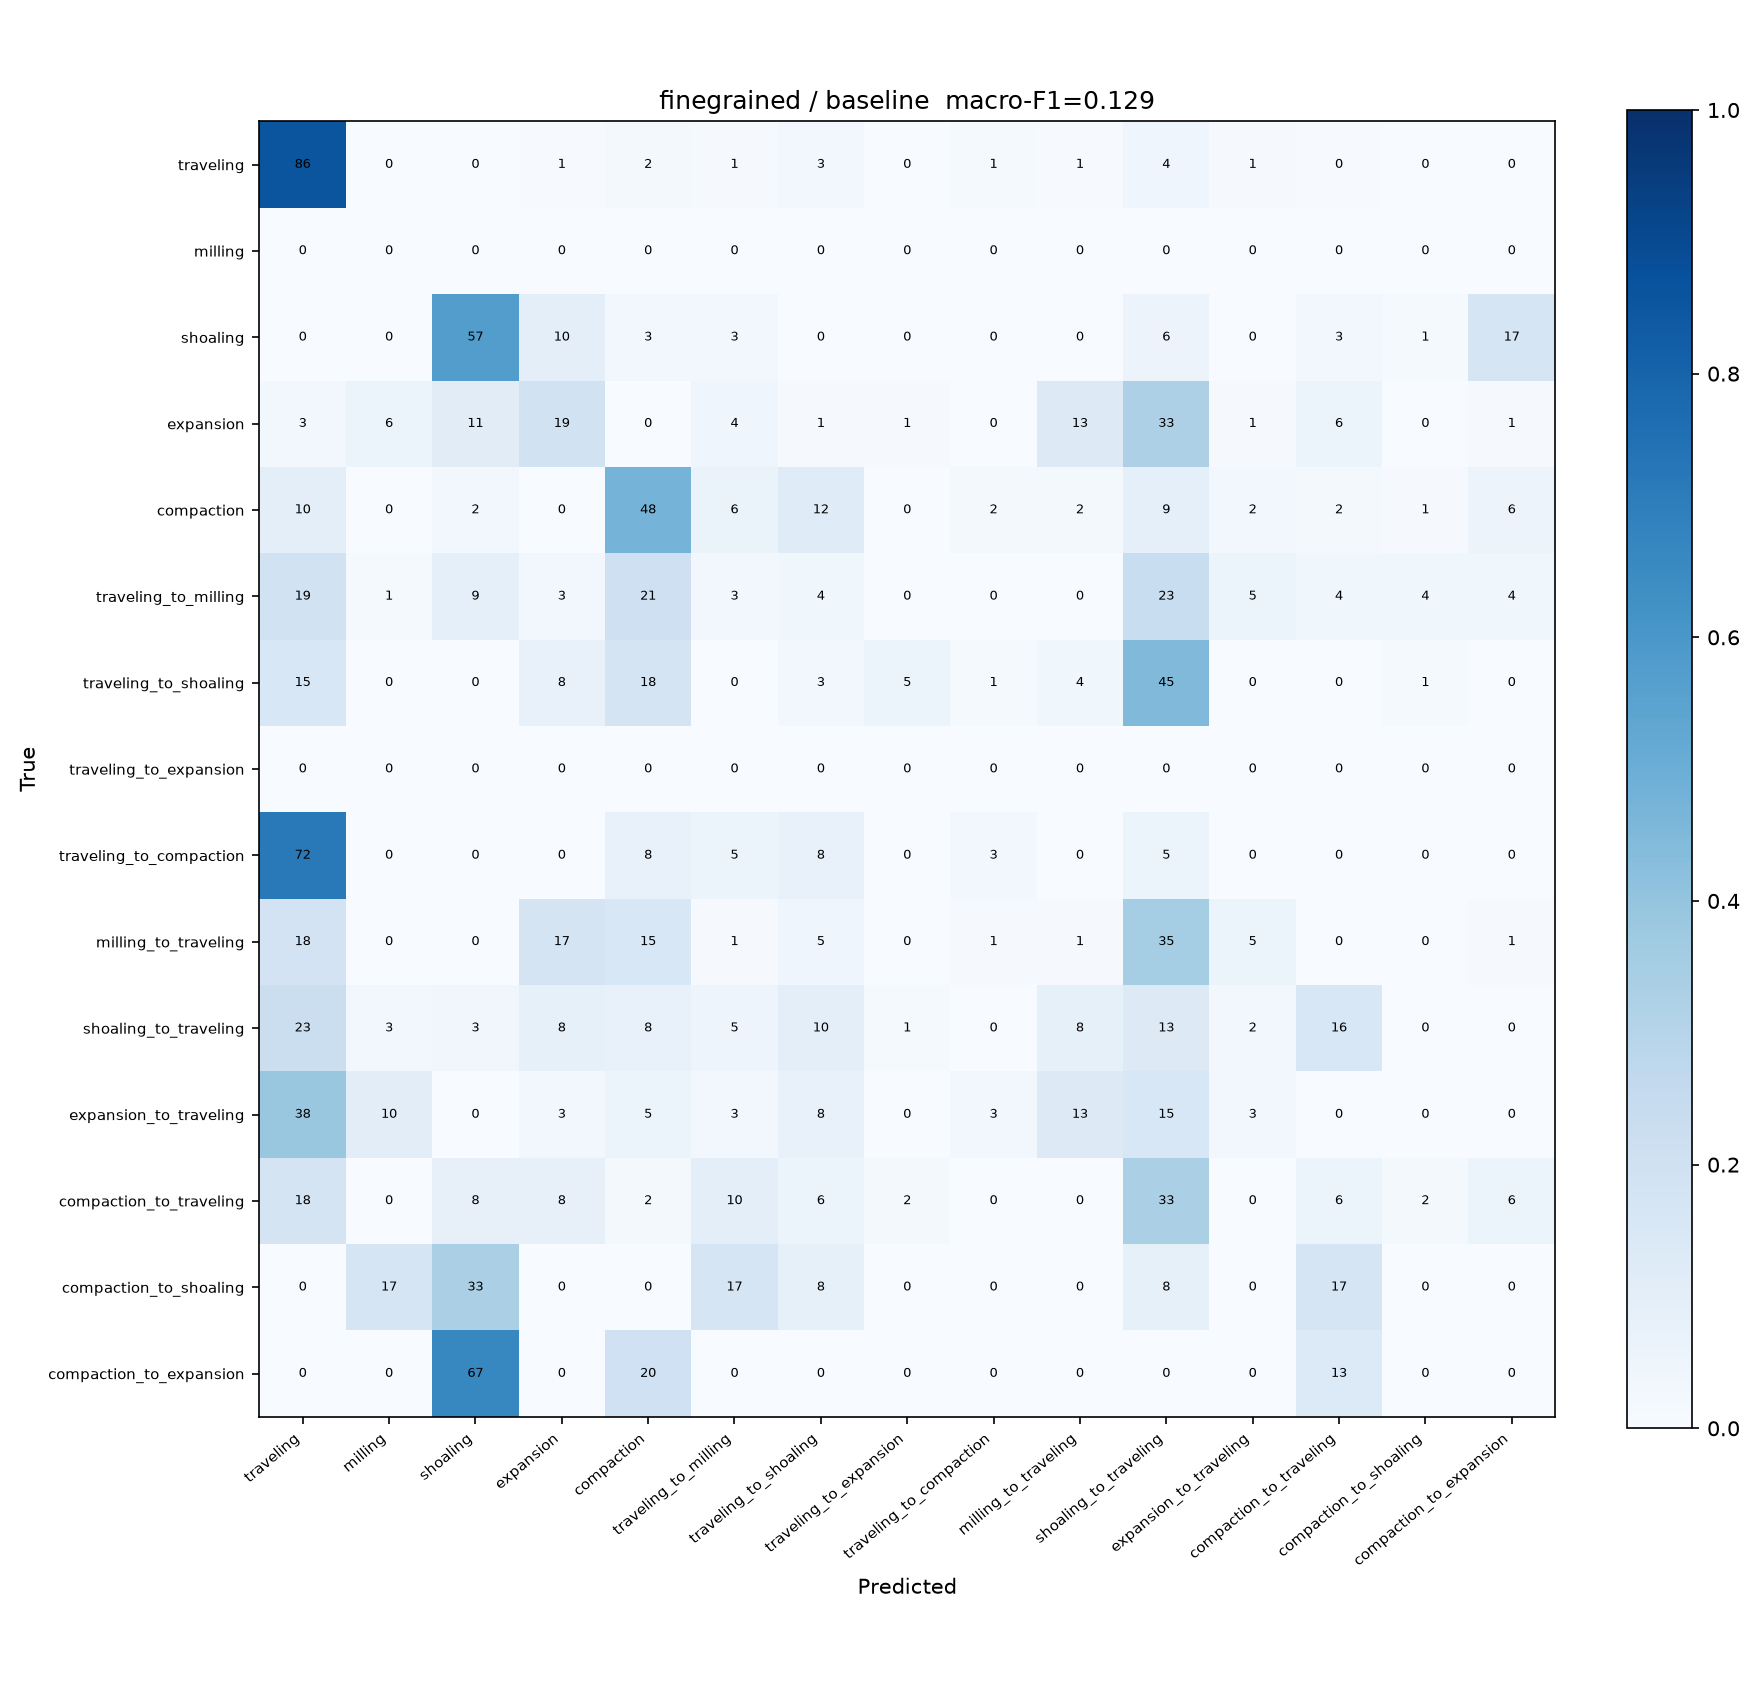 finegrained / baseline  macro-F1=0.129
traveling 86 0 0 1 2 1 3 0 1 1 4 1 0 0 0
milling 0 0 0 0 0 0 0 0 0 0 0 0 0 0 0
shoaling 0 0 57 10 3 3 0 0 0 0 6 0 3 1 17
expansion 3 6 11 19 0 4 1 1 0 13 33 1 6 0 1
compaction 10 0 2 0 48 6 12 0 2 2 9 2 2 1 6
traveling_to_milling 19 1 9 3 21 3 4 0 0 0 23 5 4 4 4
traveling_to_shoaling 15 0 0 8 18 0 3 5 1 4 45 0 0 1 0
traveling_to_expansion 0 0 0 0 0 0 0 0 0 0 0 0 0 0 0
traveling_to_compaction 72 0 0 0 8 5 8 0 3 0 5 0 0 0 0
milling_to_traveling 18 0 0 17 15 1 5 0 1 1 35 5 0 0 1
shoaling_to_traveling 23 3 3 8 8 5 10 1 0 8 13 2 16 0 0
expansion_to_traveling 38 10 0 3 5 3 8 0 3 13 15 3 0 0 0
compaction_to_traveling 18 0 8 8 2 10 6 2 0 0 33 0 6 2 6
compaction_to_shoaling 0 17 33 0 0 17 8 0 0 0 8 0 17 0 0
compaction_to_expansion 0 0 67 0 20 0 0 0 0 0 0 0 13 0 0
True
traveling
milling
shoaling
expansion
compaction
traveling_to_milling
traveling_to_shoaling
traveling_to_expansion
traveling_to_compaction
milling_to_traveling
shoaling_to_traveling
expansion_to_traveling
compaction_to_traveling
compaction_to_shoaling
compaction_to_expansion
Predicted
1.0
0.8
0.6
0.4
0.2
0.0